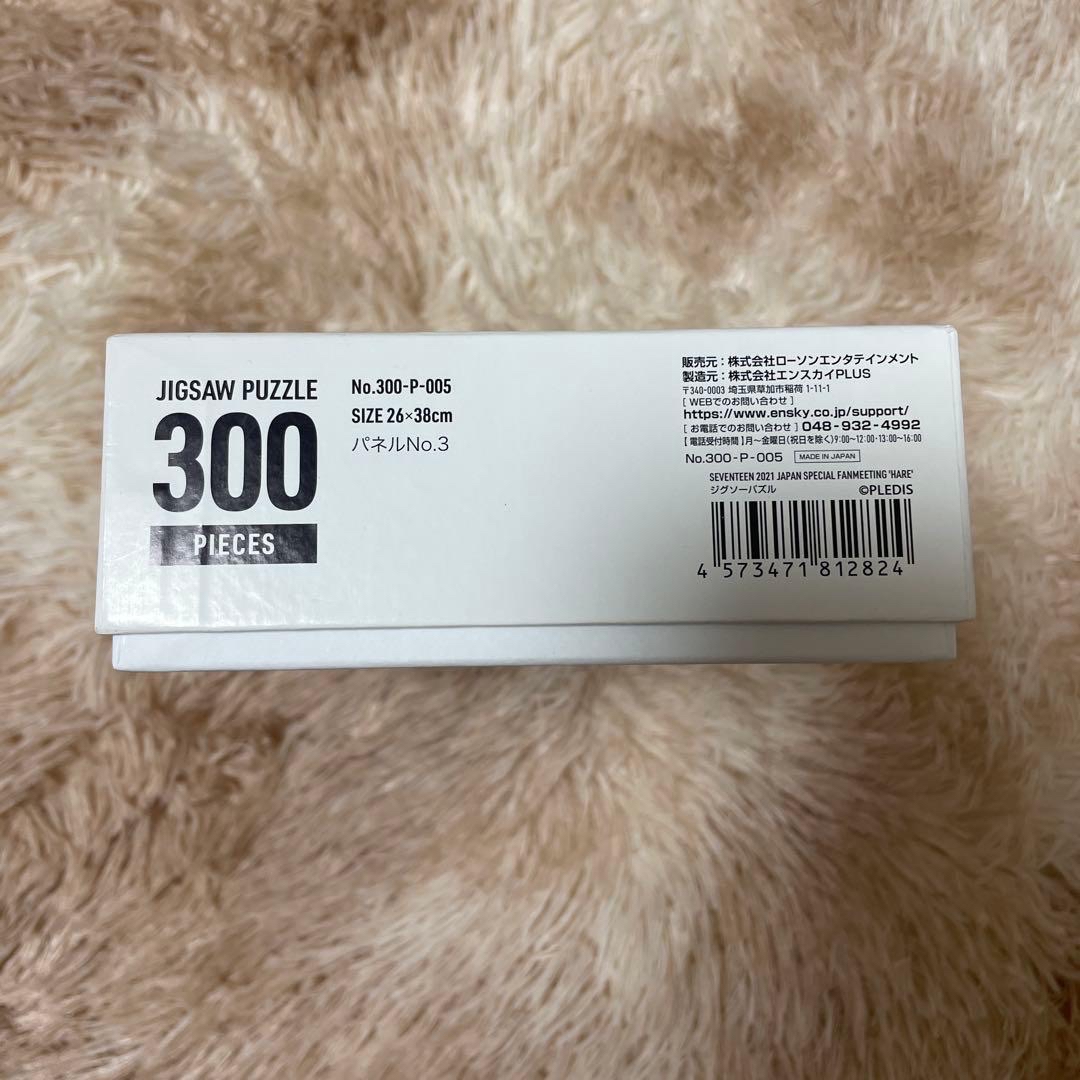 JIGSAW PUZZLE
300
PIECES
No.300-P-005
SIZE 26×38cm
パネルNo.3
販売元：株式会社ローソンエンタテインメント
製造元：株式会社エンスカイPLUS
〒340-0003 埼玉県草加市稲荷 1-11-1
[ WEBでのお問い合わせ ]
https://www.ensky.co.jp/support/
[ お電話でのお問い合わせ ] 048-932-4992
【 電話受付時間 】月～金曜日(祝日を除く)9:00～12:00・13:00～16:00
No.300-P-005 MADE IN JAPAN
SEVENTEEN 2021 JAPAN SPECIAL FANMEETING 'HARE'
ジグソーパズル ©PLEDIS
4 573471 812824